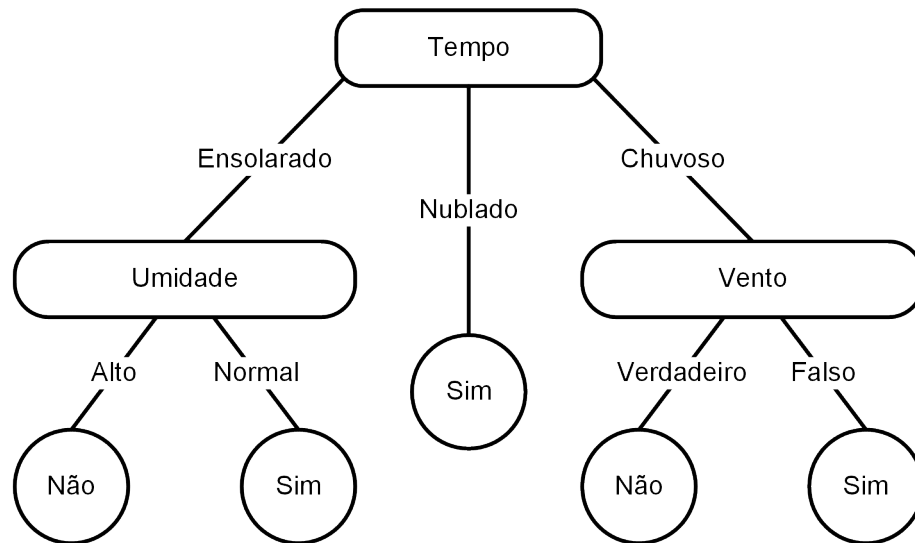 Tempo
Ensolarado
Chuvoso
Nublado
Umidade
Vento
Alto
Normal
Verdadeiro
Falso
Sim
Não
Sim
Não
Sim